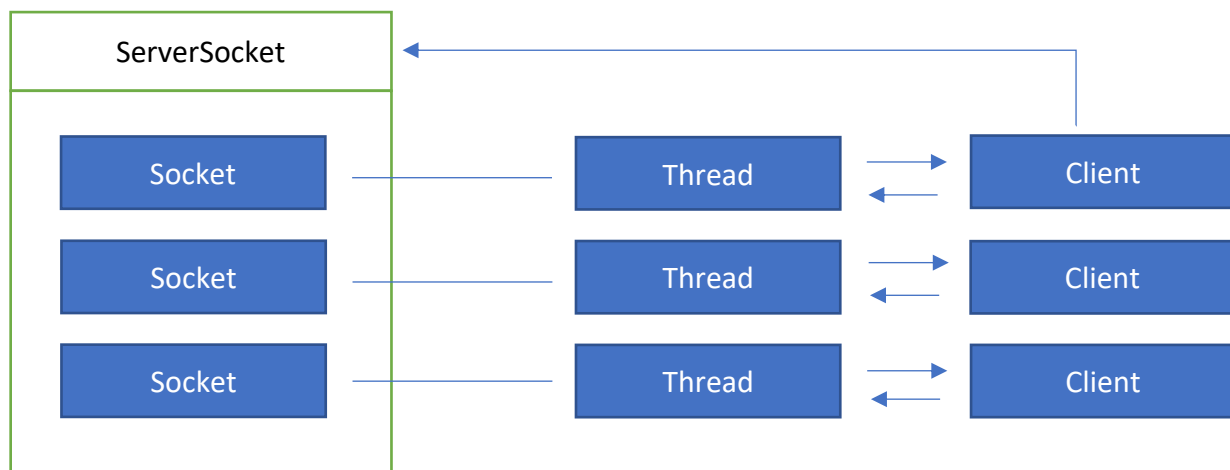 ServerSocket
Socket
Thread
Client
Socket
Thread
Client
Socket
Thread
Client